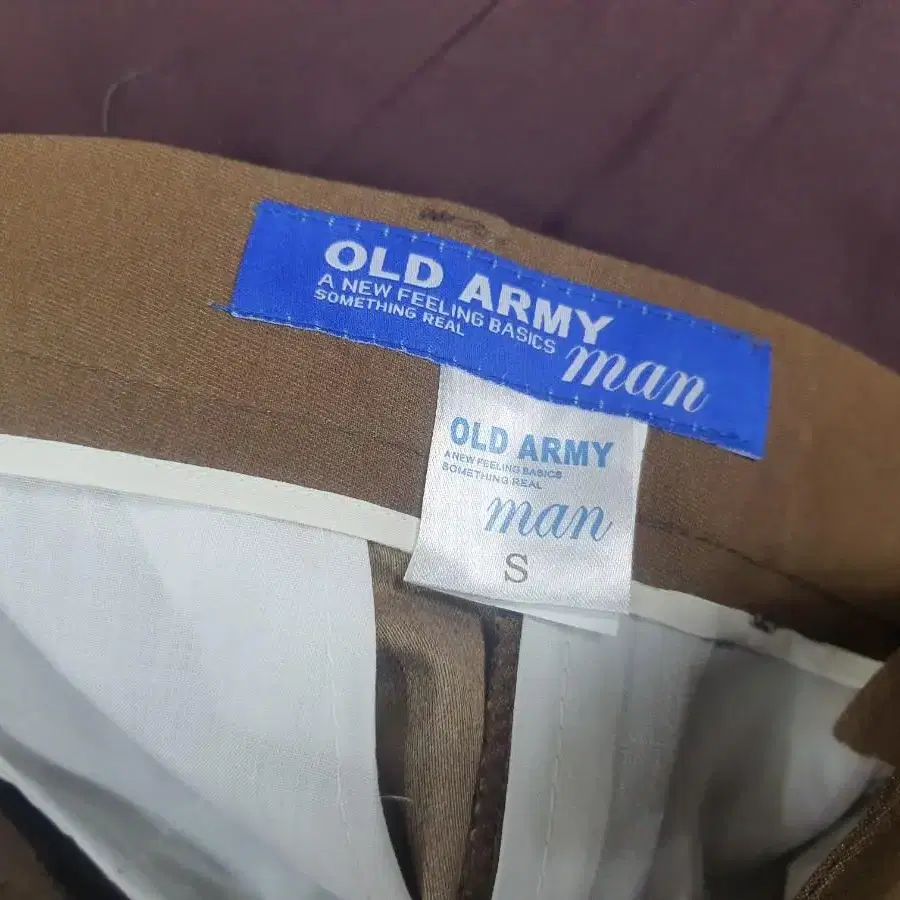 OLD ARMY
A NEW FEELING BASICS
SOMETHING REAL
man
OLD ARMY
A NEW FEELING BASICS
SOMETHING REAL
man
S